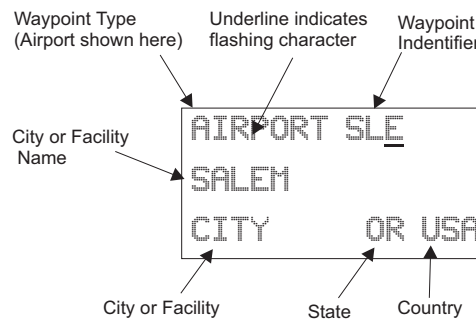 Waypoint Type
(Airport shown here)
Underline indicates
flashing character
Waypoint
Indentifier
AIRPORT SLE
City or Facility
Name
SALEM
CITY OR USA
City or Facility
State
Country